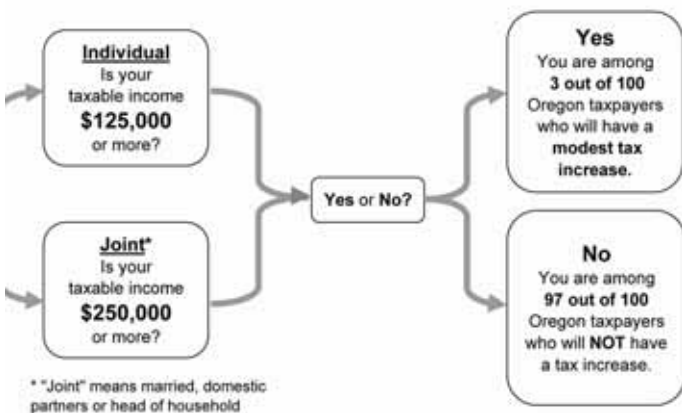 Individual
Is your
taxable income
$125,000
or more?
Joint*
Is your
taxable income
$250,000
or more?
* "Joint" means married, domestic
partners or head of household
Yes or No?
Yes
You are among
3 out of 100
Oregon taxpayers
who will have a
modest tax
increase.
No
You are among
97 out of 100
Oregon taxpayers
who will NOT have
a tax increase.